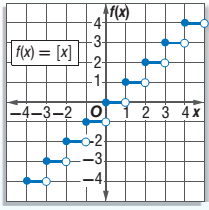 f(x)
4
3
f(x) = [x]
2
1
–4–3–2 O 1 2 3 4 x
–2
–3
–4